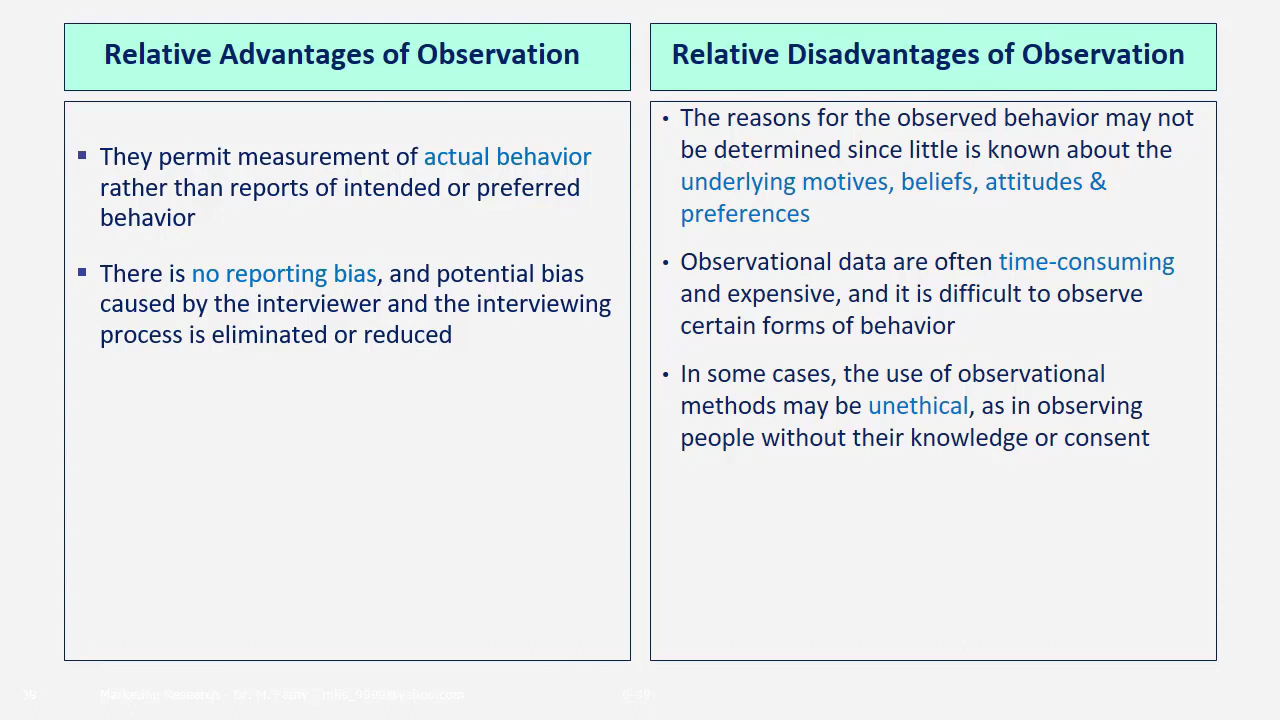 Relative Advantages of Observation
They permit measurement of actual behavior
rather than reports of intended or preferred
behavior
There is no reporting bias, and potential bias
caused by the interviewer and the interviewing
process is eliminated or reduced
Relative Disadvantages of Observation
The reasons for the observed behavior may not
be determined since little is known about the
underlying motives, beliefs, attitudes &
preferences
Observational data are often time-consuming
and expensive, and it is difficult to observe
certain forms of behavior
In some cases, the use of observational
methods may be unethical, as in observing
people without their knowledge or consent
Marketing Research - Dr.